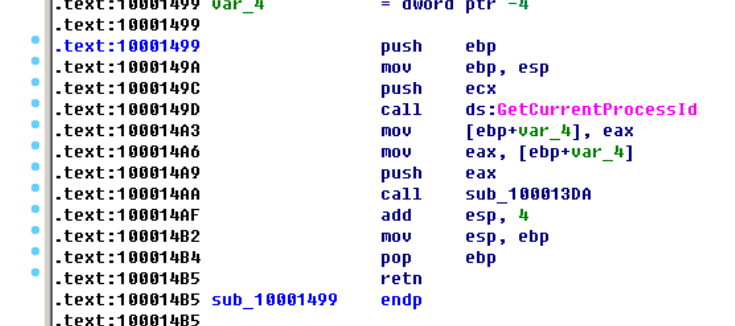 .text:10001499 var_4 = dword ptr -4
.text:10001499
.text:10001499 push ebp
.text:1000149A mov ebp, esp
.text:1000149C push ecx
.text:1000149D call ds:GetCurrentProcessId
.text:100014A3 mov [ebp+var_4], eax
.text:100014A6 mov eax, [ebp+var_4]
.text:100014A9 push eax
.text:100014AA call sub_100013DA
.text:100014AF add esp, 4
.text:100014B2 mov esp, ebp
.text:100014B4 pop ebp
.text:100014B5 retn
.text:100014B5 sub_10001499 endp
.text:100014B5